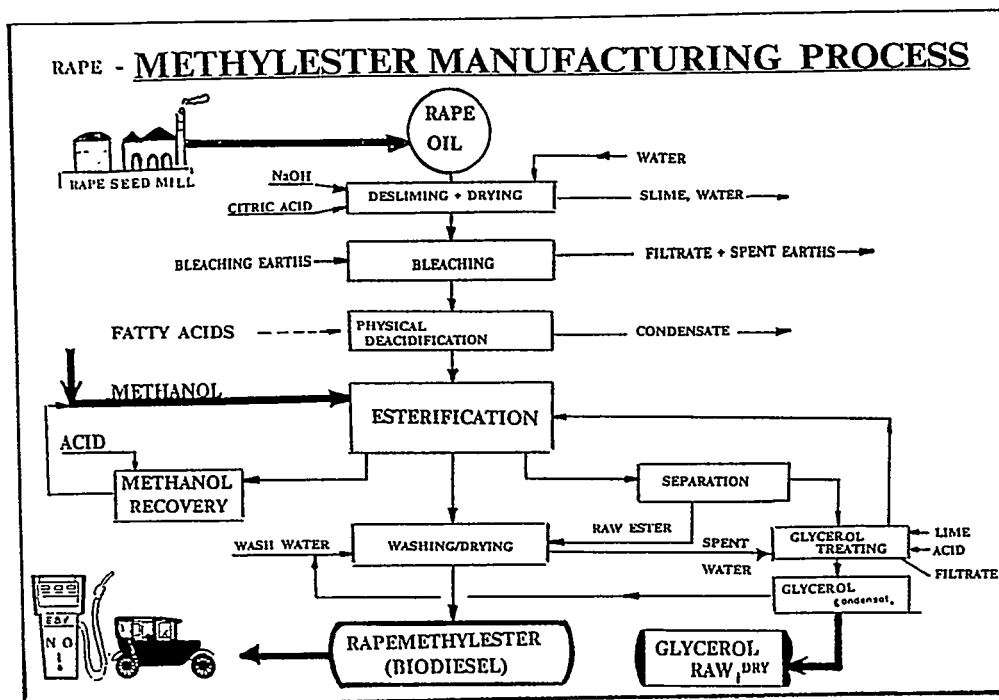 RAPE - METHYLESTER MANUFACTURING PROCESS
RAPE
OIL
RAPE SEED MILL
NaOH
CITRIC ACID
WATER
DESLIMING + DRYING
SLIME, WATER
BLEACHING EARTHS
BLEACHING
FILTRATE + SPENT EARTHS
FATTY ACIDS
PHYSICAL
DEACIDIFICATION
CONDENSATE
METHANOL
ESTERIFICATION
ACID
METHANOL
RECOVERY
SEPARATION
RAW ESTER
WASH WATER
WASHING/DRYING
SPENT
WATER
GLYCEROL
TREATING
LIME
ACID
FILTRATE
GLYCEROL
condensat.
NO
!
RAPEMETHYLESTER
(BIODIESEL)
GLYCEROL
RAW, DRY